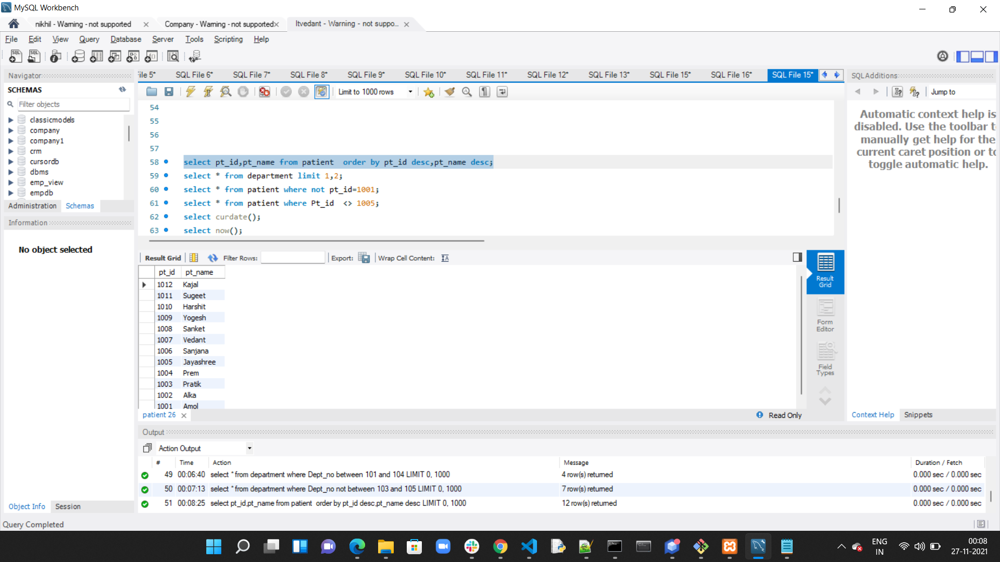 MySQL Workbench
nikhil - Warning - not supported
Company - Warning - not supported
Itvedant - Warning - not suppo...
File Edit View Query Database Server Tools Scripting Help
Navigator
SCHEMAS
Filter objects
classicmodels
company
company1
crm
cursordb
dbms
emp_view
empdb
Administration Schemas
Information
No object selected
Object Info Session
Query Completed
ile 5* SQL File 6* SQL File 7* SQL File 8* SQL File 9* SQL File 10* SQL File 11* SQL File 12* SQL File 13* SQL File 15* SQL File 16* SQL File 15*
Limit to 1000 rows
54
55
56
57
58 select pt_id,pt_name from patient  order by pt_id desc,pt_name desc;
59 select * from department limit 1,2;
60 select * from patient where not pt_id=1001;
61 select * from patient where Pt_id  <> 1005;
62 select curdate();
63 select now();
Result Grid Filter Rows: Export: Wrap Cell Content:
pt_id pt_name
1012 Kajal
1011 Sugeet
1010 Harshit
1009 Yogesh
1008 Sanket
1007 Vedant
1006 Sanjana
1005 Jayashree
1004 Prem
1003 Pratik
1002 Alka
1001 Amol
Result
Grid
Form
Editor
Field
Types
patient 26
Read Only
SQLAdditions
Jump to
Automatic context help is
disabled. Use the toolbar t
manually get help for the
current caret position or to
toggle automatic help.
Context Help Snippets
Output
Action Output
# Time Action Message Duration / Fetch
49 00:06:40 select * from department where Dept_no between 101 and 104 LIMIT 0, 1000 4 row(s) returned 0.000 sec / 0.000 sec
50 00:07:13 select * from department where Dept_no not between 103 and 105 LIMIT 0, 1000 7 row(s) returned 0.000 sec / 0.000 sec
51 00:08:25 select pt_id,pt_name from patient  order by pt_id desc,pt_name desc LIMIT 0, 1000 12 row(s) returned 0.000 sec / 0.000 sec
ENG
IN
00:08
27-11-2021